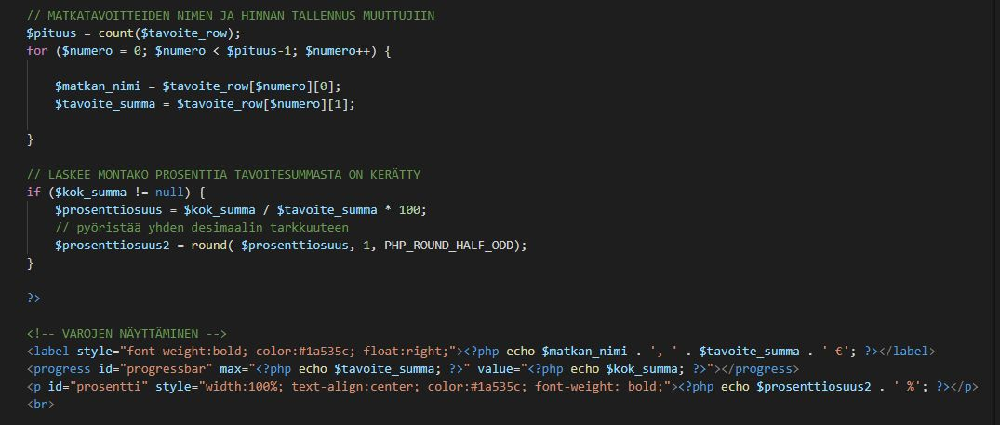 // MATKATAVOITTEIDEN NIMEN JA HINNAN TALLENNUS MUUTTUJIIN
$pituus = count($tavoite_row);
for ($numero = 0; $numero < $pituus-1; $numero++) {
$matkan_nimi = $tavoite_row[$numero][0];
$tavoite_summa = $tavoite_row[$numero][1];
}
// LASKEE MONTAKO PROSENTTIA TAVOITESUMMASTA ON KERÄTTY
if ($kok_summa != null) {
$prosenttiosuus = $kok_summa / $tavoite_summa * 100;
// pyöristää yhden desimaalin tarkkuuteen
$prosenttiosuus2 = round( $prosenttiosuus, 1, PHP_ROUND_HALF_ODD);
}
?>
<!-- VAROJEN NÄYTTÄMINEN -->
<label style="font-weight:bold; color:#1a535c; float:right;"><?php echo $matkan_nimi . ', ' . $tavoite_summa . ' €'; ?></label>
<progress id="progressbar" max="<?php echo $tavoite_summa; ?>" value="<?php echo $kok_summa; ?>"></progress>
<p id="prosentti" style="width:100%; text-align:center; color:#1a535c; font-weight: bold;"><?php echo $prosenttiosuus2 . ' %'; ?></p>
<br>